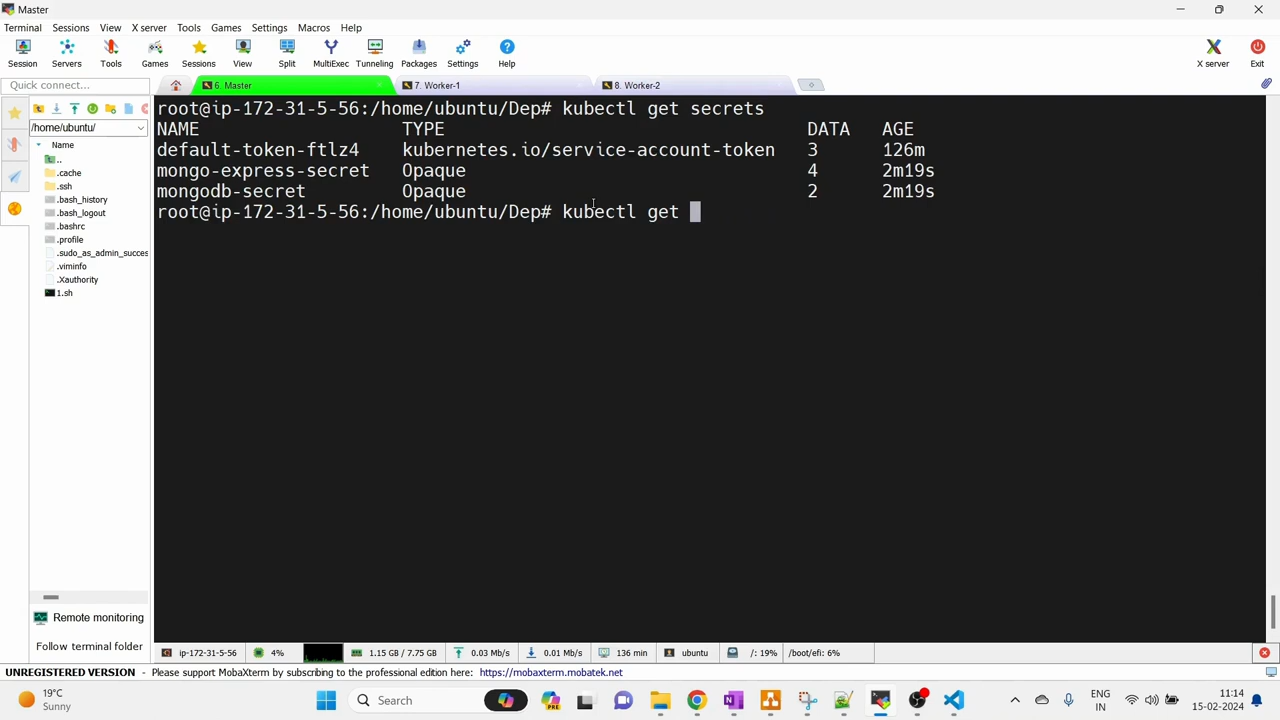 Master
Terminal Sessions View X server Tools Games Settings Macros Help
Session Servers Tools Games Sessions View Split MultiExec Tunneling Packages Settings Help X server Exit
Quick connect...
6. Master
7. Worker-1
8. Worker-2
/home/ubuntu/
Name
..
.cache
.ssh
.bash_history
.bash_logout
.bashrc
.profile
.sudo_as_admin_succes
.viminfo
.Xauthority
1.sh
Remote monitoring
Follow terminal folder
root@ip-172-31-5-56:/home/ubuntu/Dep# kubectl get secrets
NAME TYPE DATA AGE
default-token-ftlz4 kubernetes.io/service-account-token 3 126m
mongo-express-secret Opaque 4 2m19s
mongodb-secret Opaque 2 2m19s
root@ip-172-31-5-56:/home/ubuntu/Dep# kubectl get
ip-172-31-5-56 4% 1.15 GB / 7.75 GB 0.03 Mb/s 0.01 Mb/s 136 min ubuntu /: 19% /boot/efi: 6%
UNREGISTERED VERSION - Please support MobaXterm by subscribing to the professional edition here: https://mobaxterm.mobatek.net
19°C
Sunny
Search
PRE
ENG
IN
11:14
15-02-2024